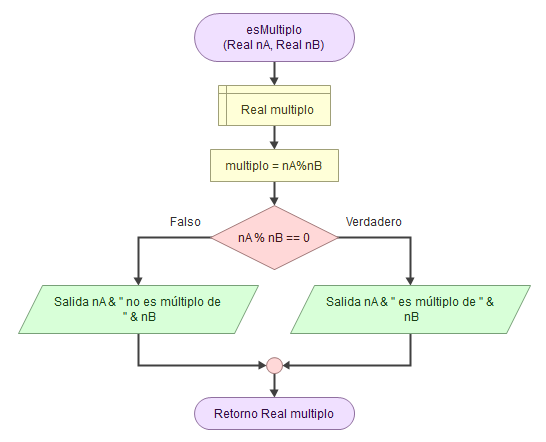 esMultiplo
(Real nA, Real nB)
Real multiplo
multiplo = nA%nB
Falso
Verdadero
nA % nB == 0
Salida nA & " no es múltiplo de
" & nB
Salida nA & " es múltiplo de " &
nB
Retorno Real multiplo